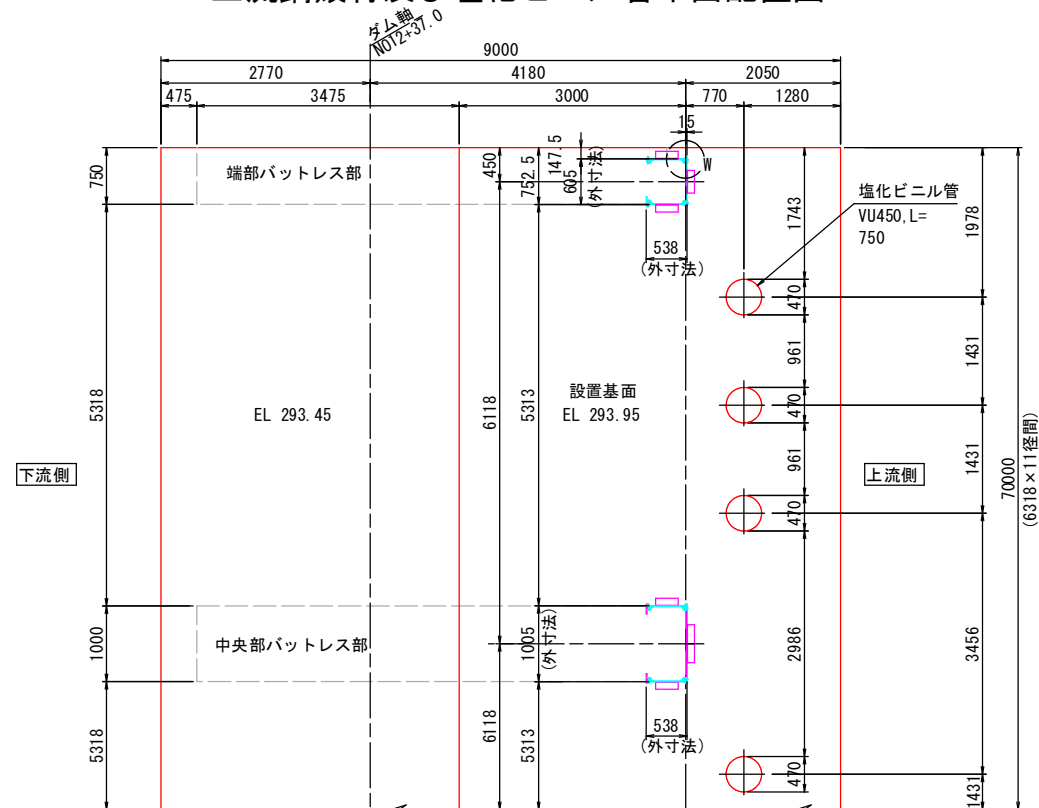 ダム軸
NO12+37.0
9000
2770
4180
2050
475
3475
3000
770
1280
15
750
端部バットレス部
450
752.5
147.5
605
(外寸法)
W
538
(外寸法)
1743
塩化ビニル管
VU450,L=
750
1978
470
961
1431
5318
EL 293.45
6118
5313
設置基面
EL 293.95
470
961
1431
470
下流側
上流側
70000
(6318×11径間)
1000
中央部バットレス部
1005
(外寸法)
2986
3456
538
(外寸法)
5318
6118
5313
470
1431